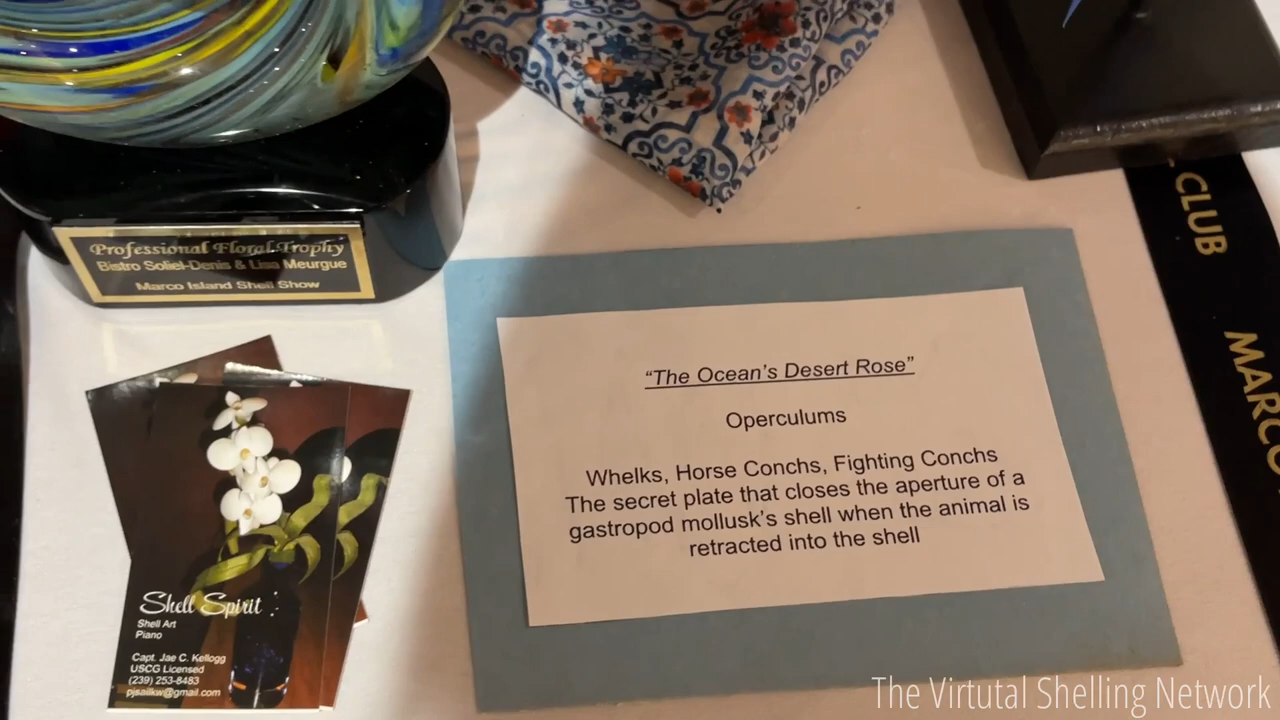 Professional Floral Trophy
Bistro Soliel-Denis & Lisa Meurgue
Marco Island Shell Show
CLUB
MARCO
"The Ocean's Desert Rose"
Operculums
Whelks, Horse Conchs, Fighting Conchs
The secret plate that closes the aperture of a
gastropod mollusk's shell when the animal is
retracted into the shell
Shell Spirit
Shell Art
Piano
Capt. Jae C. Kellogg
USCG Licensed
(239) 253-8483
pjsailkw@gmail.com
The Virtutal Shelling Network